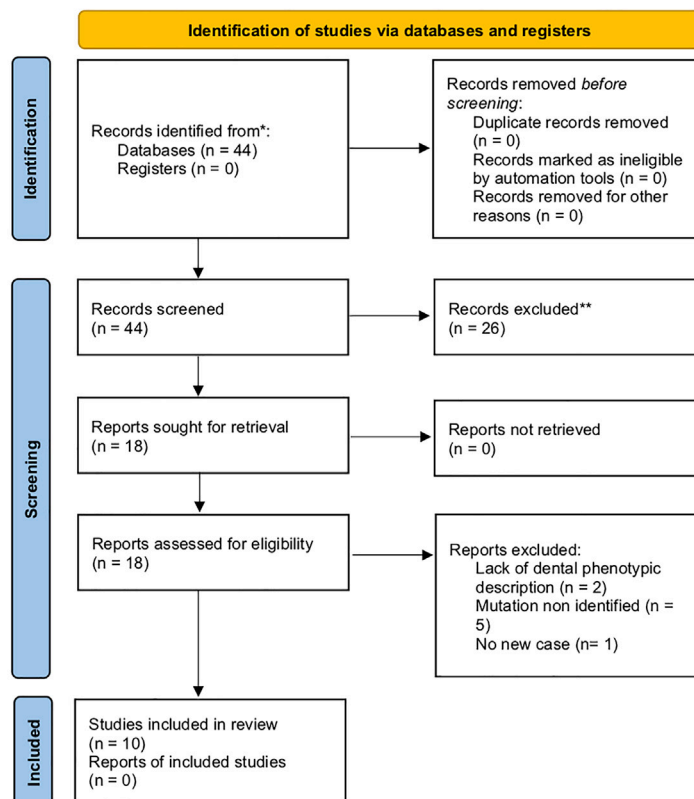 Identification of studies via databases and registers
Identification
Records identified from*:
Databases (n = 44)
Registers (n = 0)
Records removed before
screening:
Duplicate records removed
(n = 0)
Records marked as ineligible
by automation tools (n = 0)
Records removed for other
reasons (n = 0)
Screening
Records screened
(n = 44)
Records excluded**
(n = 26)
Reports sought for retrieval
(n = 18)
Reports not retrieved
(n = 0)
Reports assessed for eligibility
(n = 18)
Reports excluded:
Lack of dental phenotypic
description (n = 2)
Mutation non identified (n =
5)
No new case (n= 1)
Included
Studies included in review
(n = 10)
Reports of included studies
(n = 0)